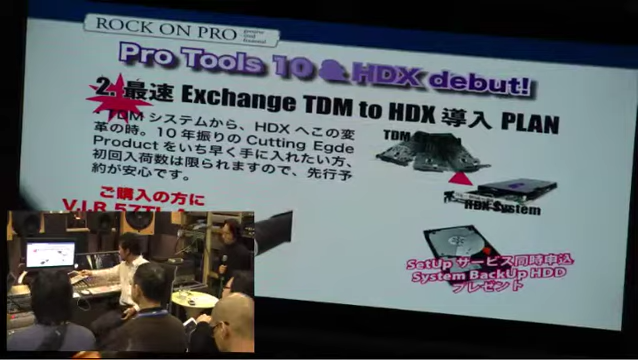 ROCK ON PRO
Pro Tools 10 & HDX debut!
2. 最速 Exchange TDM to HDX 導入 PLAN
・TDM システムから、HDX へこの変
革の時。10 年振りの Cutting Egde
Product をいち早く手に入れたい方、
初回入荷数は限られますので、先行予
約が安心です。
TDM
HDX System
ご購入の方に
SetUp サービス同時申込
System BackUp HDD
プレゼント